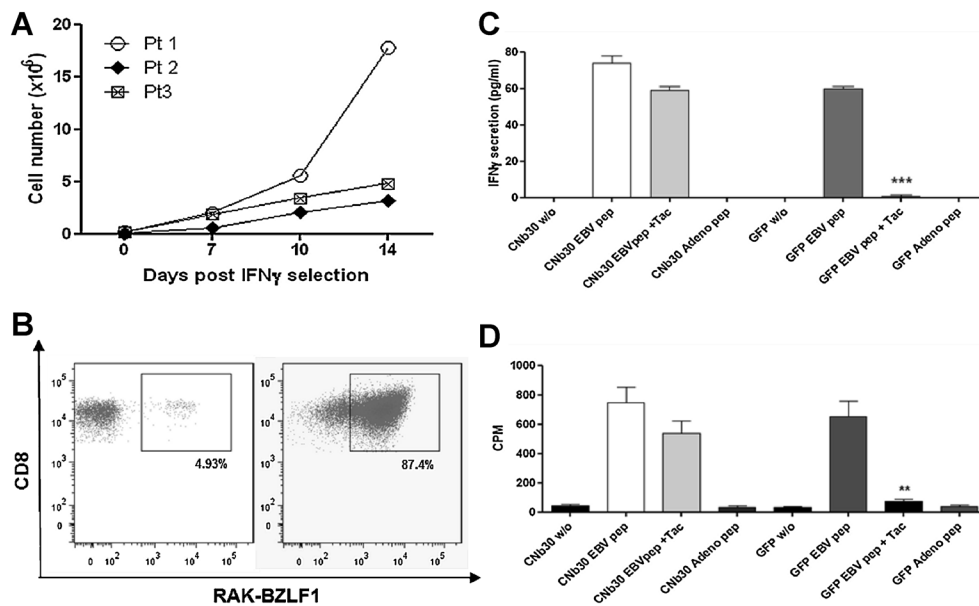 A
Cell number (x10⁶)
20
15
10
5
0
Pt 1
Pt 2
Pt3
0 7 10 14
Days post IFNγ selection
B
CD8
10⁵
10⁴
10³
10²
0
4.93%
0 10² 10³ 10⁴ 10⁵
10⁵
10⁴
10³
10²
0
87.4%
0 10² 10³ 10⁴ 10⁵
RAK-BZLF1
C
IFNγ secretion (pg/ml)
80
60
40
20
0
***
CNb30 w/o
CNb30 EBV pep
CNb30 EBVpep +Tac
CNb30 Adeno pep
GFP w/o
GFP EBV pep
GFP EBV pep + Tac
GFP Adeno pep
D
CPM
1000
800
600
400
200
0
**
CNb30 w/o
CNb30 EBV pep
CNb30 EBVpep +Tac
CNb30 Adeno pep
GFP w/o
GFP EBV pep
GFP EBV pep + Tac
GFP Adeno pep